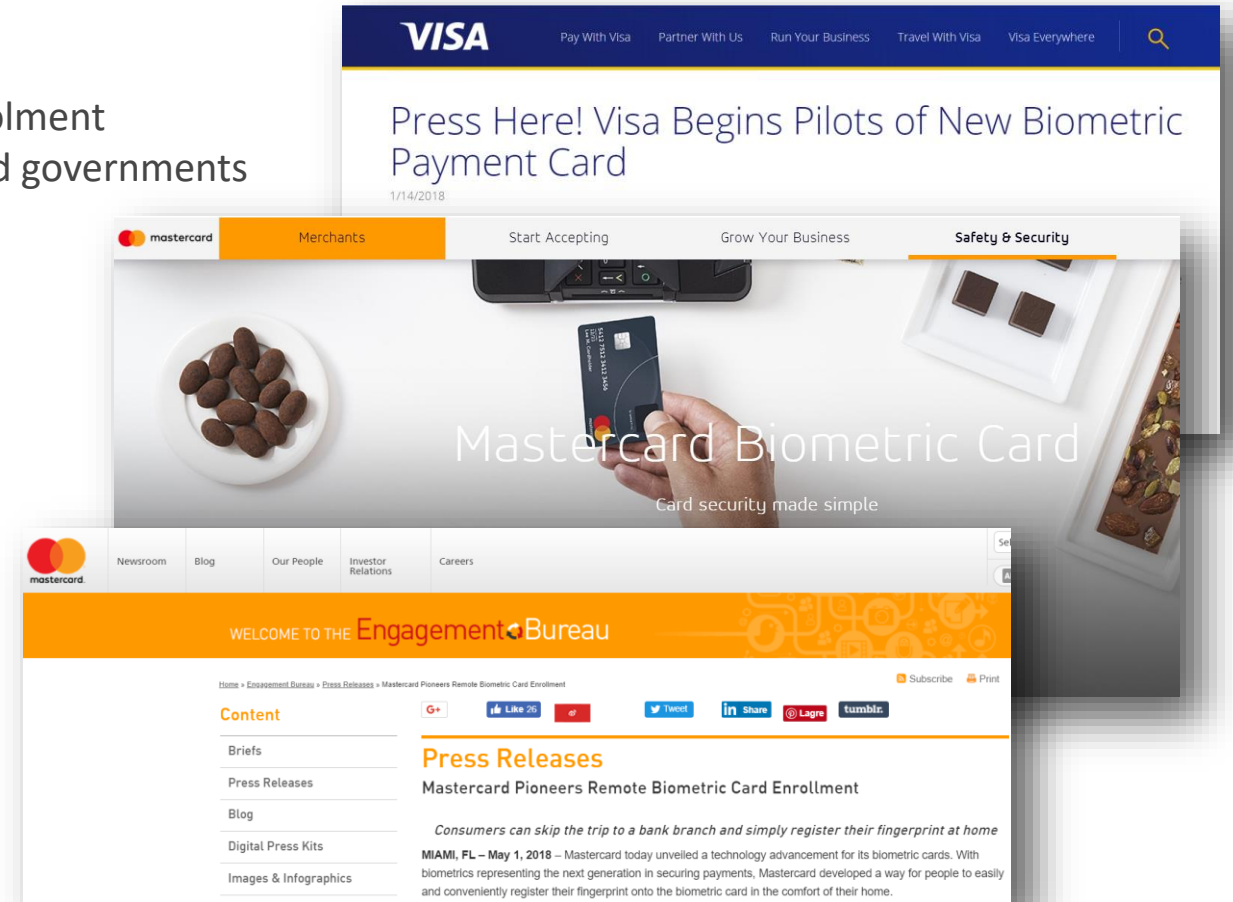 VISA
Pay With Visa Partner With Us Run Your Business Travel With Visa Visa Everywhere
Press Here! Visa Begins Pilots of New Biometric
Payment Card
1/14/2018
governments
mastercard Merchants Start Accepting Grow Your Business Safety & Security
5412 7512 3412 3456
Mastercard Biometric Card
Card security made simple
mastercard.
Newsroom Blog Our People Investor Relations Careers
WELCOME TO THE Engagement Bureau
Home » Engagement Bureau » Press Releases » Mastercard Pioneers Remote Biometric Card Enrollment
Subscribe Print
Content
G+ Like 26 Tweet in Share Lagre tumblr.
Briefs
Press Releases
Blog
Digital Press Kits
Images & Infographics
Press Releases
Mastercard Pioneers Remote Biometric Card Enrollment
Consumers can skip the trip to a bank branch and simply register their fingerprint at home
MIAMI, FL – May 1, 2018 – Mastercard today unveiled a technology advancement for its biometric cards. With
biometrics representing the next generation in securing payments, Mastercard developed a way for people to easily
and conveniently register their fingerprint onto the biometric card in the comfort of their home.